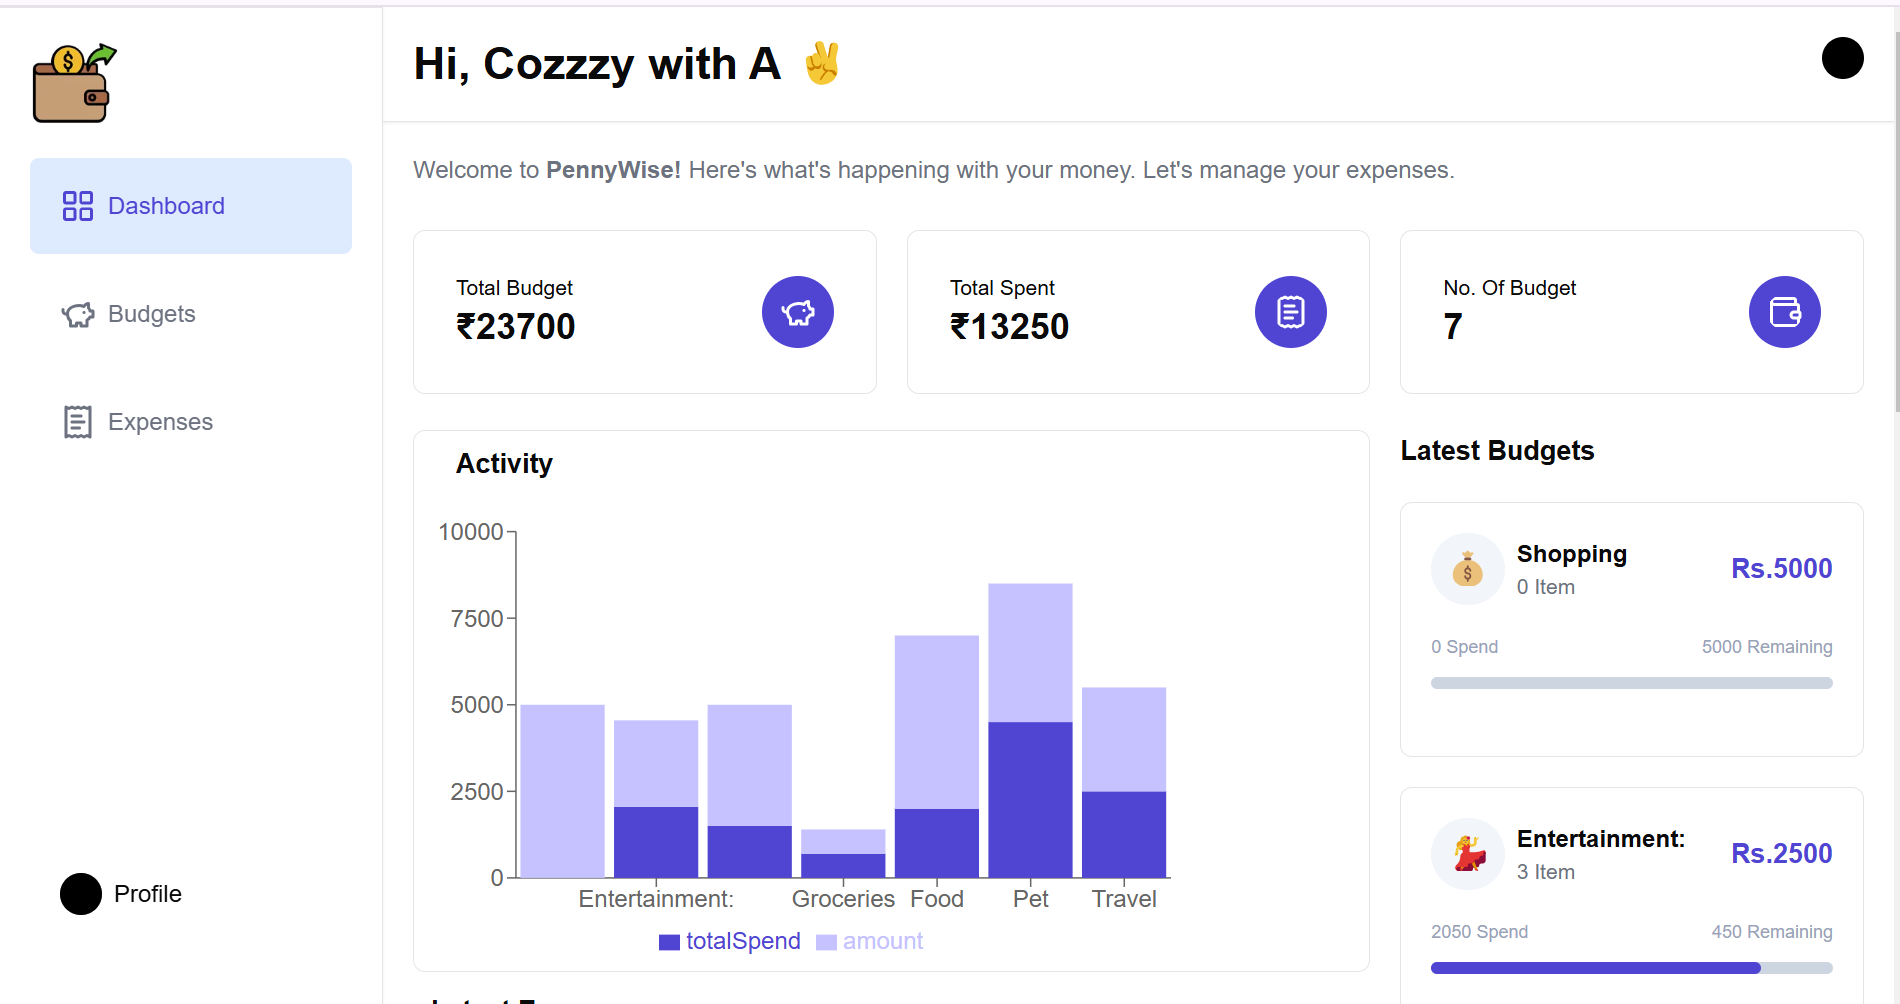 Hi, Cozzzy with A ✌️
Dashboard
Budgets
Expenses
Profile
Welcome to PennyWise! Here's what's happening with your money. Let's manage your expenses.
Total Budget
₹23700
Total Spent
₹13250
No. Of Budget
7
Activity
10000
7500
5000
2500
0
Entertainment: Groceries Food Pet Travel
totalSpend amount
Latest Budgets
Shopping
0 Item
Rs.5000
0 Spend 5000 Remaining
Entertainment:
3 Item
Rs.2500
2050 Spend 450 Remaining